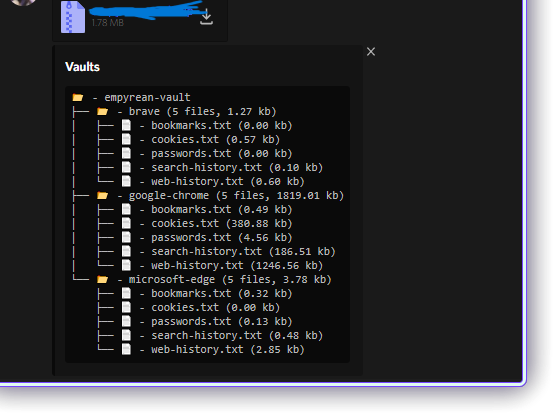 1.78 MB
Vaults
- empyrean-vault
- brave (5 files, 1.27 kb)
- bookmarks.txt (0.00 kb)
- cookies.txt (0.57 kb)
- passwords.txt (0.00 kb)
- search-history.txt (0.10 kb)
- web-history.txt (0.60 kb)
- google-chrome (5 files, 1819.01 kb)
- bookmarks.txt (0.49 kb)
- cookies.txt (380.88 kb)
- passwords.txt (4.56 kb)
- search-history.txt (186.51 kb)
- web-history.txt (1246.56 kb)
- microsoft-edge (5 files, 3.78 kb)
- bookmarks.txt (0.32 kb)
- cookies.txt (0.00 kb)
- passwords.txt (0.13 kb)
- search-history.txt (0.48 kb)
- web-history.txt (2.85 kb)